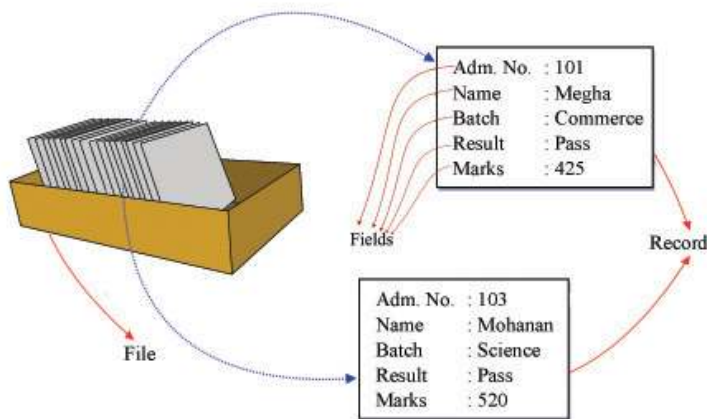 Adm. No. : 101
Name : Megha
Batch : Commerce
Result : Pass
Marks : 425
Fields
Record
Adm. No. : 103
Name : Mohanan
Batch : Science
Result : Pass
Marks : 520
File